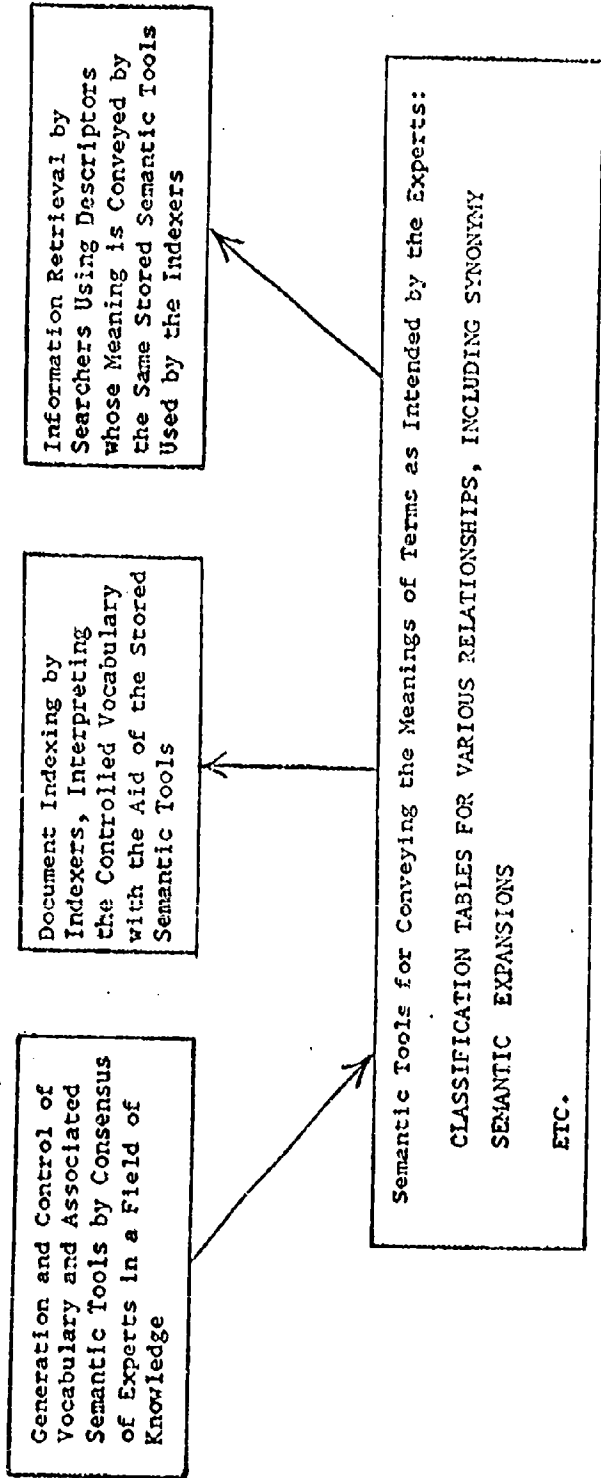 Generation and Control of
Vocabulary and Associated
Semantic Tools by Consensus
of Experts in a Field of
Knowledge
Document Indexing by
Indexers, Interpreting
the Controlled Vocabulary
with the Aid of the Stored
Semantic Tools
Information Retrieval by
Searchers Using Descriptors
whose Meaning is Conveyed by
the Same Stored Semantic Tools
Used by the Indexers
Semantic Tools for Conveying the Meanings of Terms as Intended by the Experts:
CLASSIFICATION TABLES FOR VARIOUS RELATIONSHIPS, INCLUDING SYNONYMY
SEMANTIC EXPANSIONS
ETC.